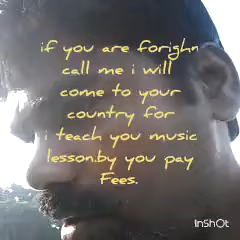 if you are forighn
call me i will
come to your
country for
i teach you music
lesson.by you pay
Fees.
InShOt